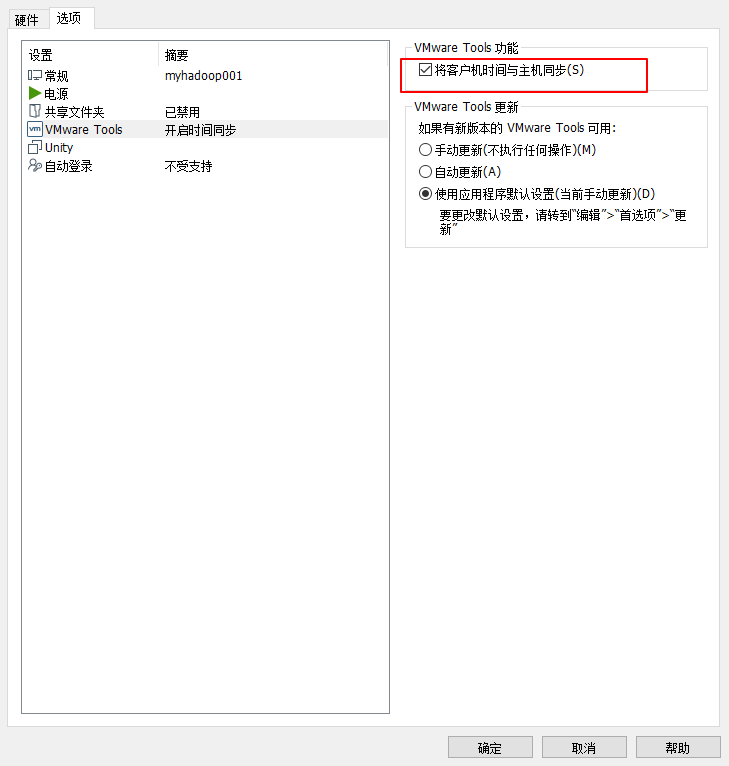 硬件 选项
设置 摘要
常规 myhadoop001
电源
共享文件夹 已禁用
vm VMware Tools 开启时间同步
Unity
自动登录 不受支持
VMware Tools 功能
将客户机时间与主机同步(S)
VMware Tools 更新
如果有新版本的 VMware Tools 可用:
手动更新(不执行任何操作)(M)
自动更新(A)
使用应用程序默认设置(当前手动更新)(D)
要更改默认设置，请转到“编辑”>“首选项”>“更
新”
确定 取消 帮助